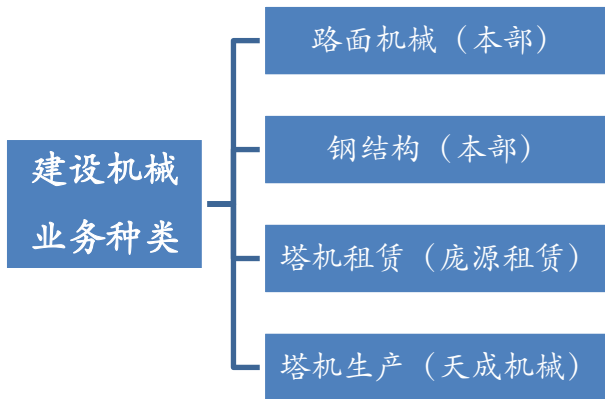 建设机械
业务种类
路面机械（本部）
钢结构（本部）
塔机租赁（庞源租赁）
塔机生产（天成机械）